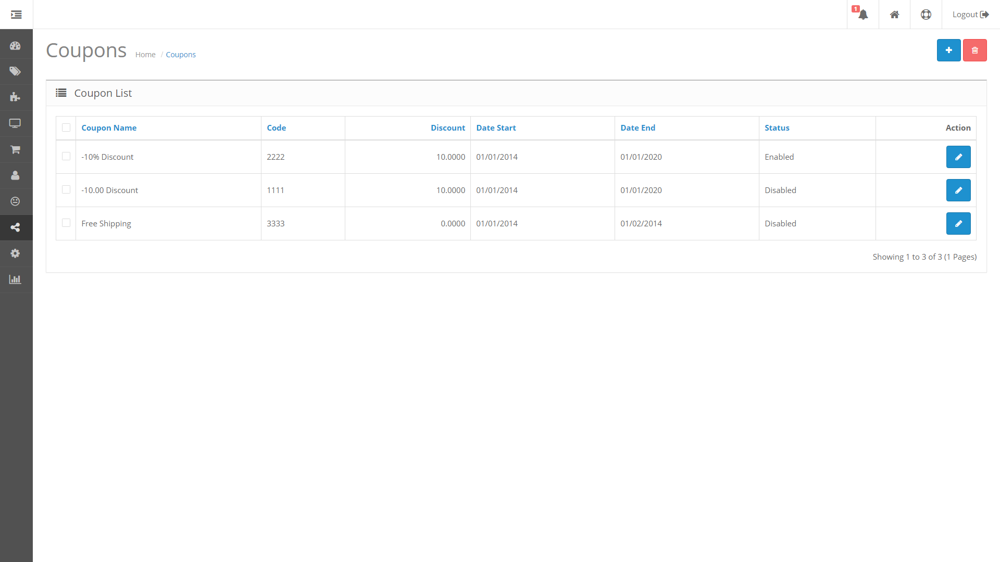 1
Logout
Coupons
Home / Coupons
Coupon List
Coupon Name Code Discount Date Start Date End Status Action
-10% Discount 2222 10.0000 01/01/2014 01/01/2020 Enabled
-10.00 Discount 1111 10.0000 01/01/2014 01/01/2020 Disabled
Free Shipping 3333 0.0000 01/01/2014 01/02/2014 Disabled
Showing 1 to 3 of 3 (1 Pages)